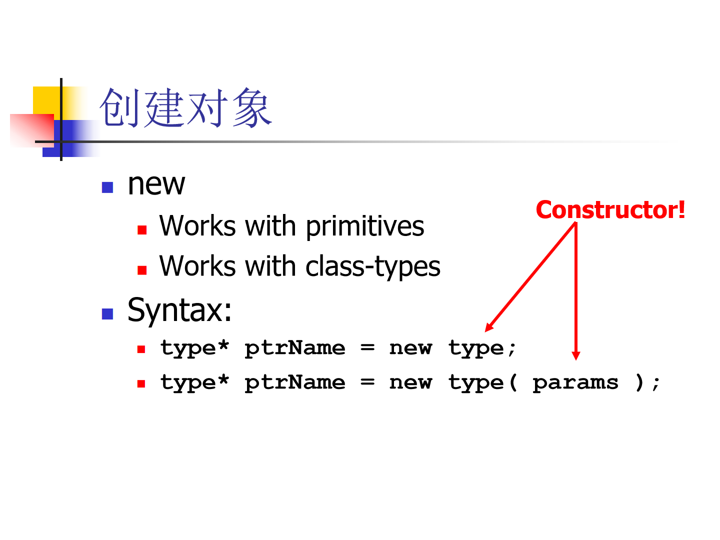 创建对象
new
Constructor!
Works with primitives
Works with class-types
Syntax:
type* ptrName = new type;
type* ptrName = new type( params );